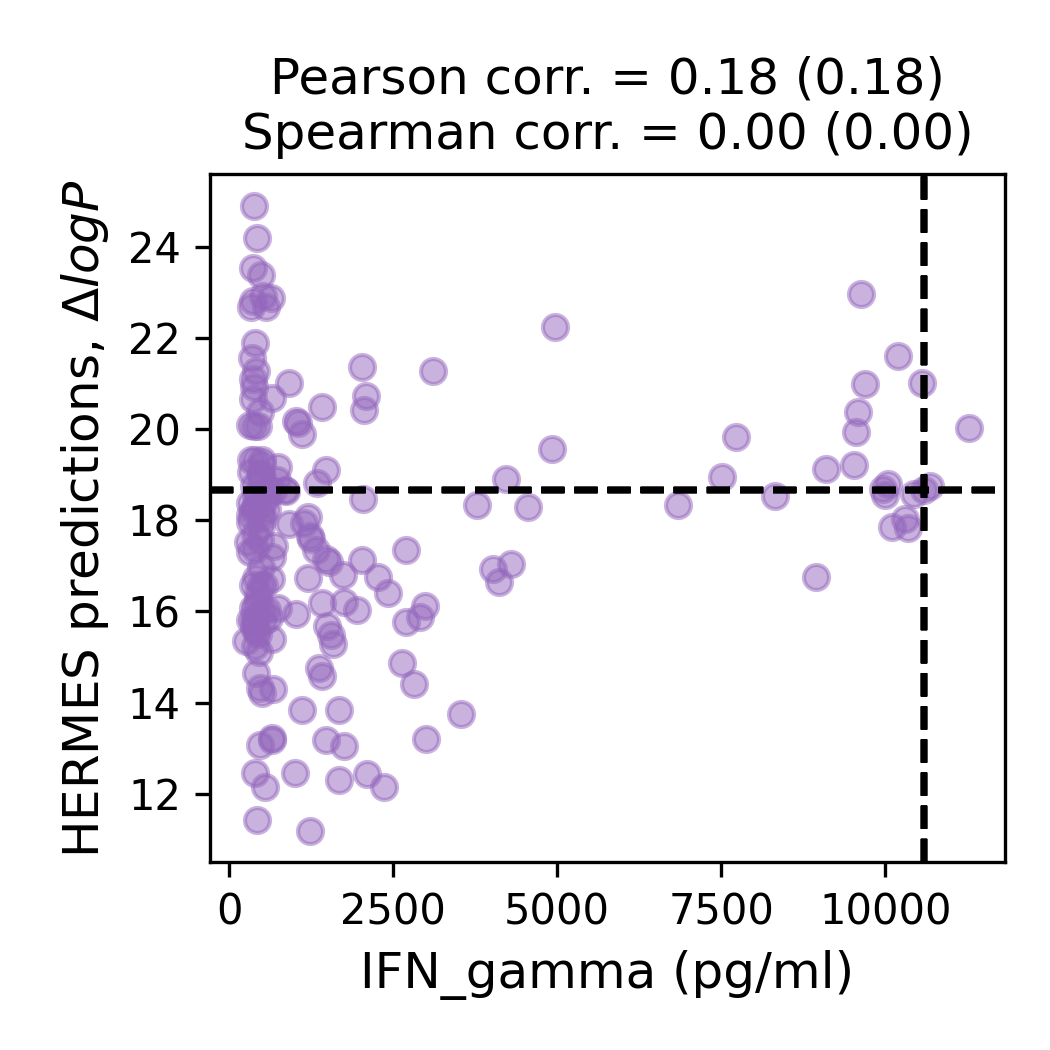 Pearson corr. = 0.18 (0.18)
Spearman corr. = 0.00 (0.00)
HERMES predictions, ΔlogP
24
22
20
18
16
14
12
0 2500 5000 7500 10000
IFN_gamma (pg/ml)